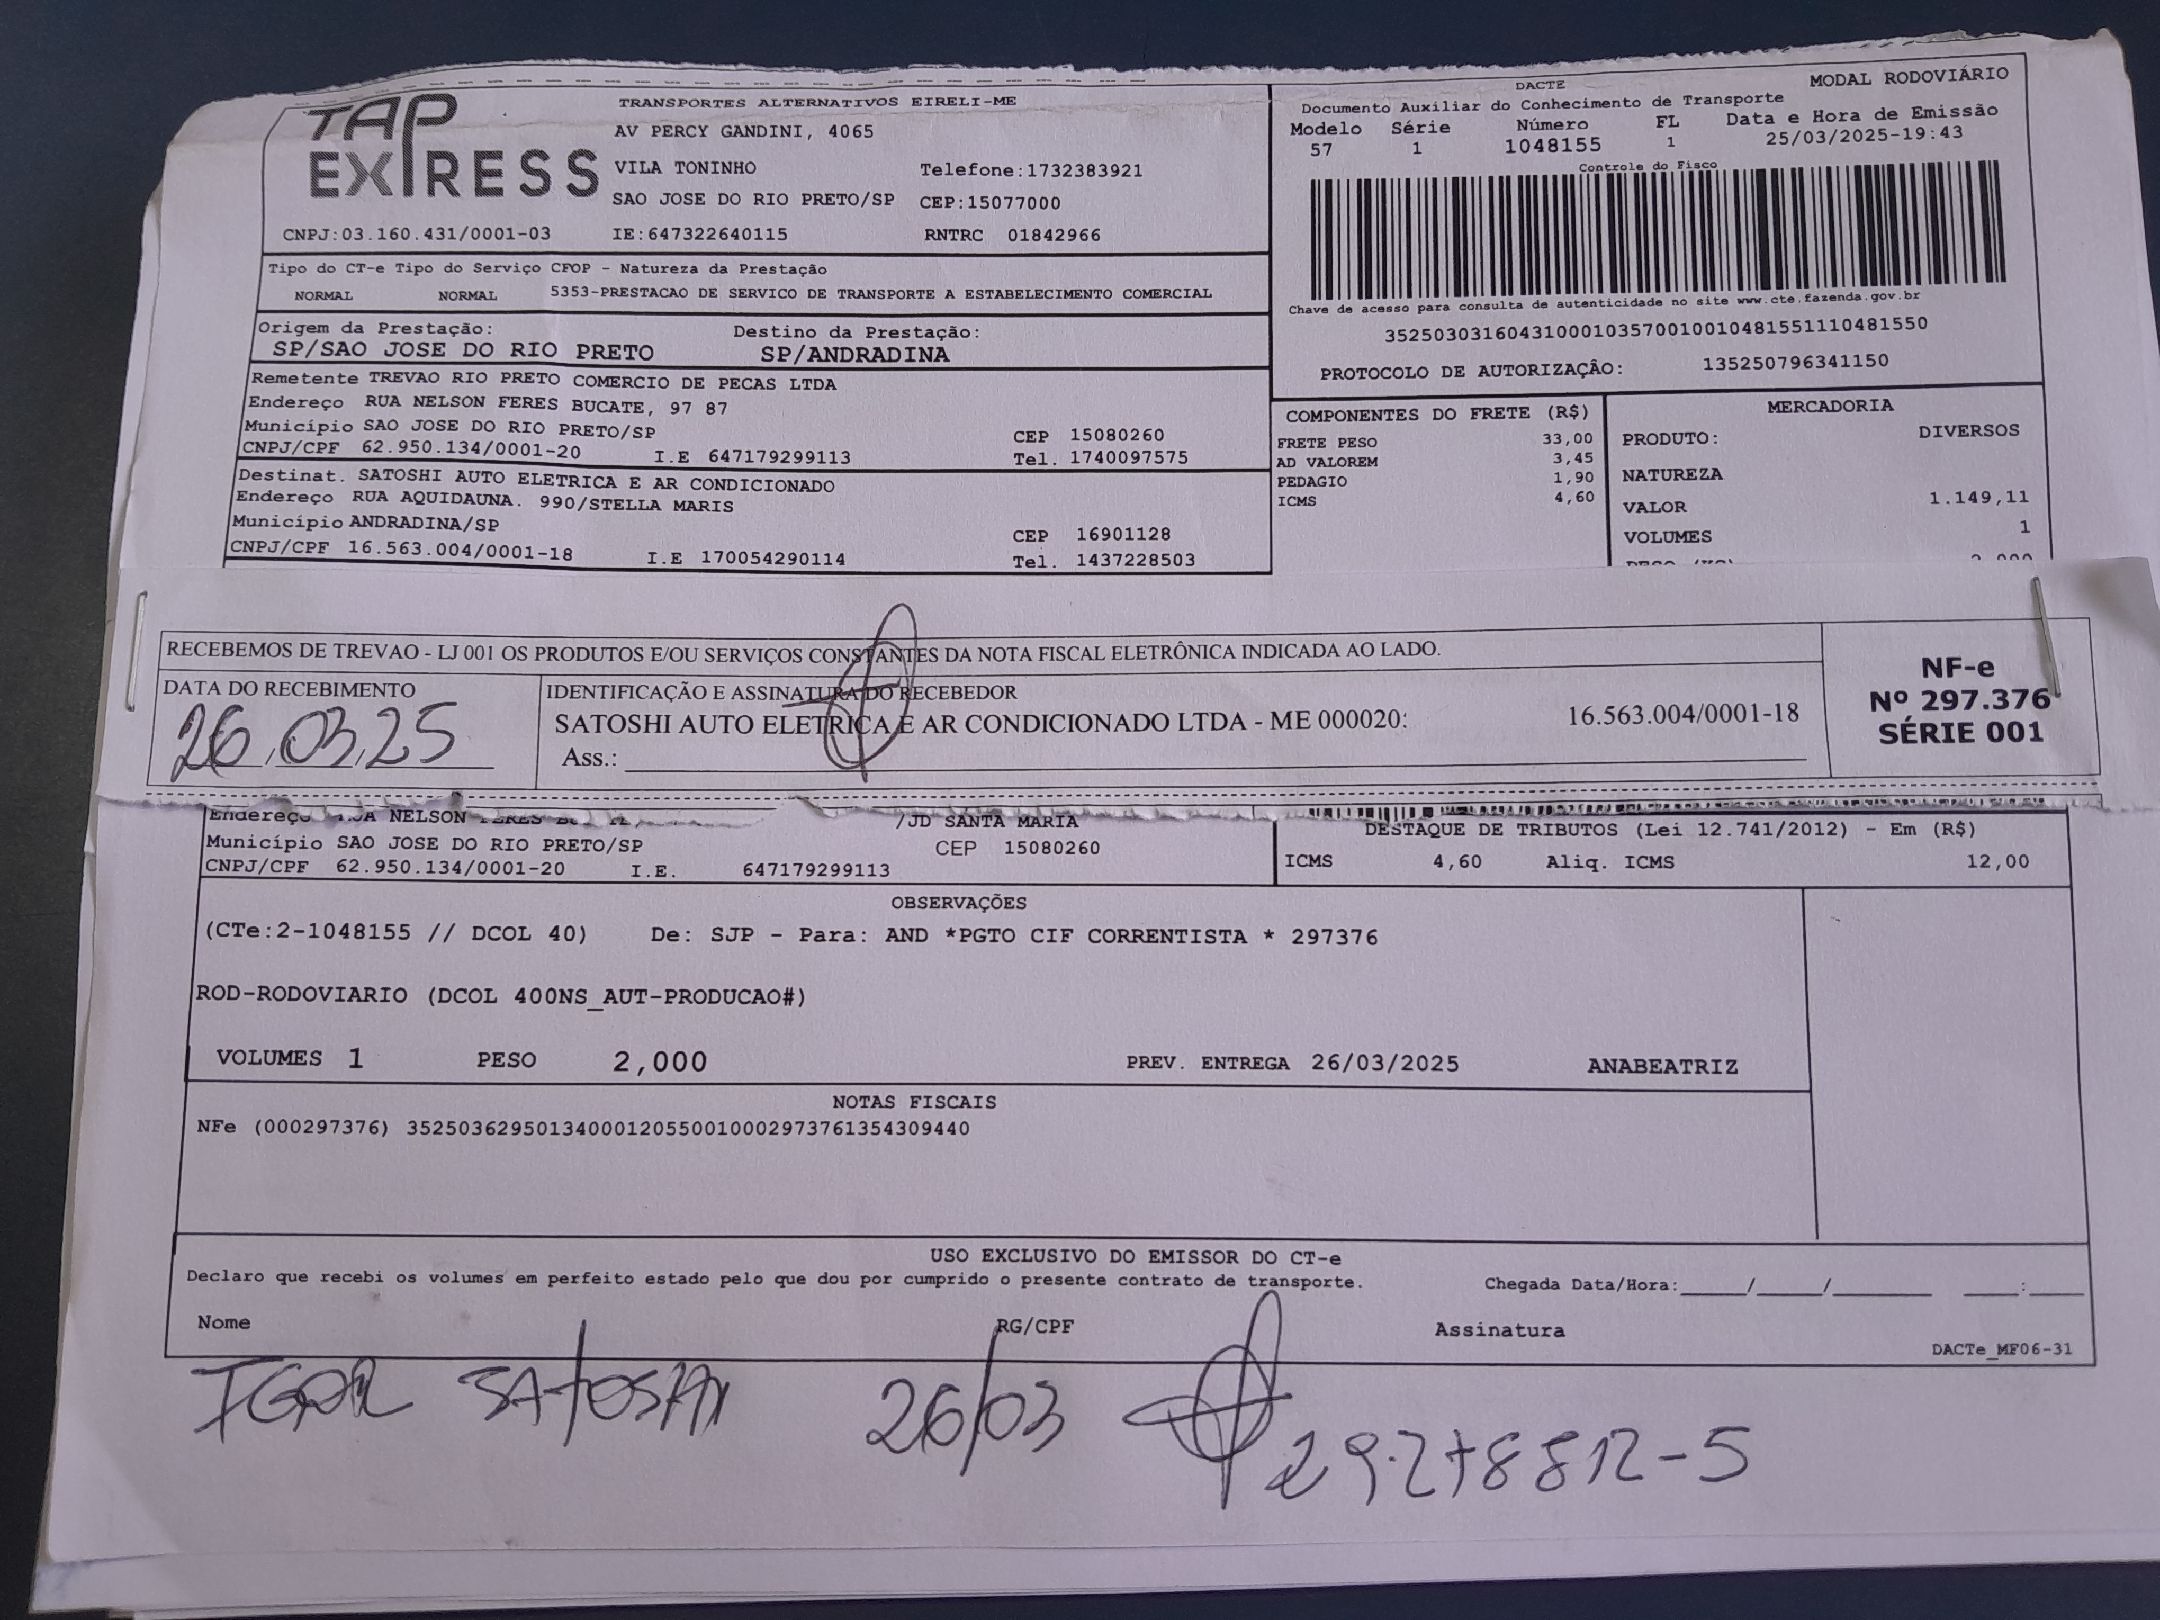 TAP EXPRESS
TRANSPORTES ALTERNATIVOS EIRELI-ME
AV PERCY GANDINI, 4065
VILA TONINHO Telefone:1732383921
SAO JOSE DO RIO PRETO/SP CEP:15077000
CNPJ:03.160.431/0001-03 IE:647322640115 RNTRC 01842966
DACTE MODAL RODOVIÁRIO
Documento Auxiliar do Conhecimento de Transporte
Modelo Série Número FL Data e Hora de Emissão
57 1 1048155 1 25/03/2025-19:43
Controle do Fisco
Chave de acesso para consulta de autenticidade no site www.cte.fazenda.gov.br
35250303160431000103570010010481551110481550
PROTOCOLO DE AUTORIZAÇÃO: 135250796341150
Tipo do CT-e Tipo do Serviço CFOP - Natureza da Prestação
NORMAL NORMAL 5353-PRESTACAO DE SERVICO DE TRANSPORTE A ESTABELECIMENTO COMERCIAL
Origem da Prestação: Destino da Prestação:
SP/SAO JOSE DO RIO PRETO SP/ANDRADINA
Remetente TREVAO RIO PRETO COMERCIO DE PECAS LTDA
Endereço RUA NELSON FERES BUCATE, 97 87
Município SAO JOSE DO RIO PRETO/SP CEP 15080260
CNPJ/CPF 62.950.134/0001-20 I.E 647179299113 Tel. 1740097575
Destinat. SATOSHI AUTO ELETRICA E AR CONDICIONADO
Endereço RUA AQUIDAUNA. 990/STELLA MARIS
Município ANDRADINA/SP CEP 16901128
CNPJ/CPF 16.563.004/0001-18 I.E 170054290114 Tel. 1437228503
COMPONENTES DO FRETE (R$)
FRETE PESO 33,00
AD VALOREM 3,45
PEDAGIO 1,90
ICMS 4,60
MERCADORIA
PRODUTO: DIVERSOS
NATUREZA
VALOR 1.149,11
VOLUMES 1
RECEBEMOS DE TREVAO - LJ 001 OS PRODUTOS E/OU SERVIÇOS CONSTANTES DA NOTA FISCAL ELETRÔNICA INDICADA AO LADO.
DATA DO RECEBIMENTO
26,03,25
IDENTIFICAÇÃO E ASSINATURA DO RECEBEDOR
SATOSHI AUTO ELETRICA E AR CONDICIONADO LTDA - ME 000020: 16.563.004/0001-18
Ass.:
NF-e
Nº 297.376
SÉRIE 001
Endereço NELSON /JD SANTA MARIA
Município SAO JOSE DO RIO PRETO/SP CEP 15080260
CNPJ/CPF 62.950.134/0001-20 I.E. 647179299113
DESTAQUE DE TRIBUTOS (Lei 12.741/2012) - Em (R$)
ICMS 4,60 Aliq. ICMS 12,00
OBSERVAÇÕES
(CTe:2-1048155 // DCOL 40) De: SJP - Para: AND *PGTO CIF CORRENTISTA * 297376
ROD-RODOVIARIO (DCOL 400NS_AUT-PRODUCAO#)
VOLUMES 1 PESO 2,000 PREV. ENTREGA 26/03/2025 ANABEATRIZ
NOTAS FISCAIS
NFe (000297376) 35250362950134000120550010002973761354309440
USO EXCLUSIVO DO EMISSOR DO CT-e
Declaro que recebi os volumes em perfeito estado pelo que dou por cumprido o presente contrato de transporte. Chegada Data/Hora:____/____/______ ____:____
Nome RG/CPF Assinatura
DACTe_MF06-31
IGOR SATOSHI 26/03 29.278812-5